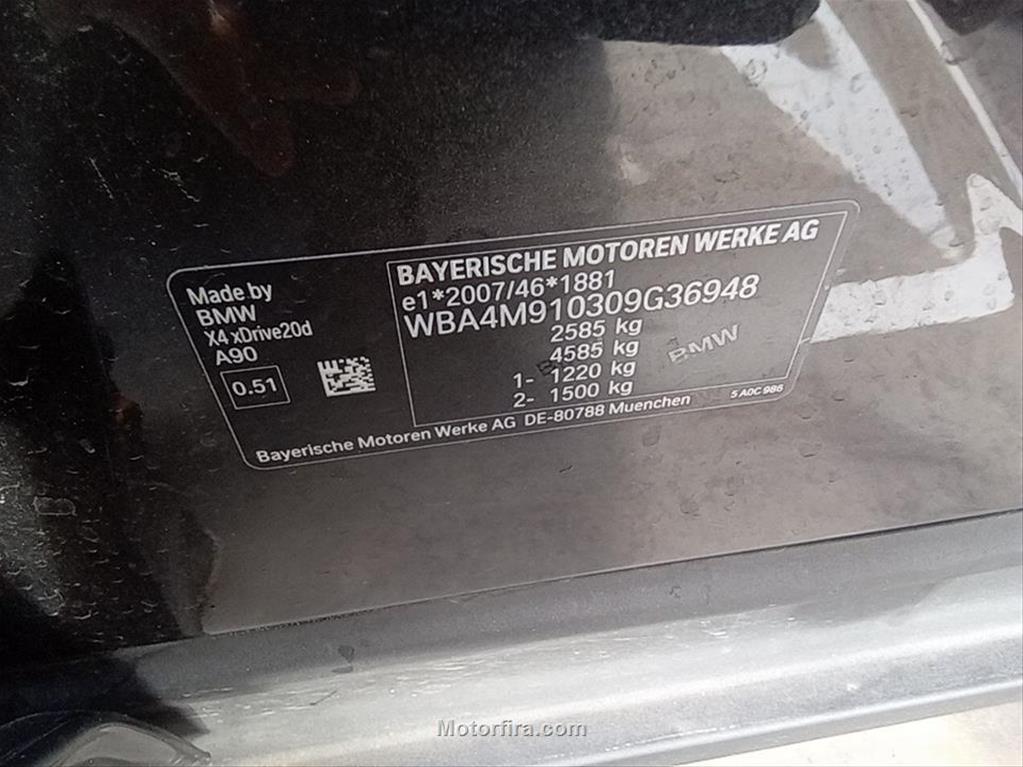 Made by
BMW
X4 xDrive20d
A90
0.51
BAYERISCHE MOTOREN WERKE AG
e1*2007/46*1881
WBA4M910309G36948
2585 kg
4585 kg
1- 1220 kg
2- 1500 kg
BMW
5 A0C 986
Bayerische Motoren Werke AG DE-80788 Muenchen
Motorfira.com